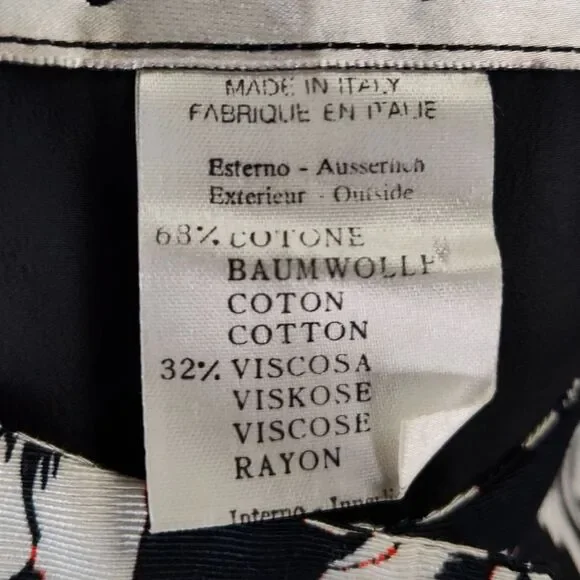 MADE IN ITALY
FABRIQUE EN ITALIE
Esterno - Ausserlich
Exterieur - Outside
68% COTONE
BAUMWOLLE
COTON
COTTON
32% VISCOSA
VISKOSE
VISCOSE
RAYON
Interno -